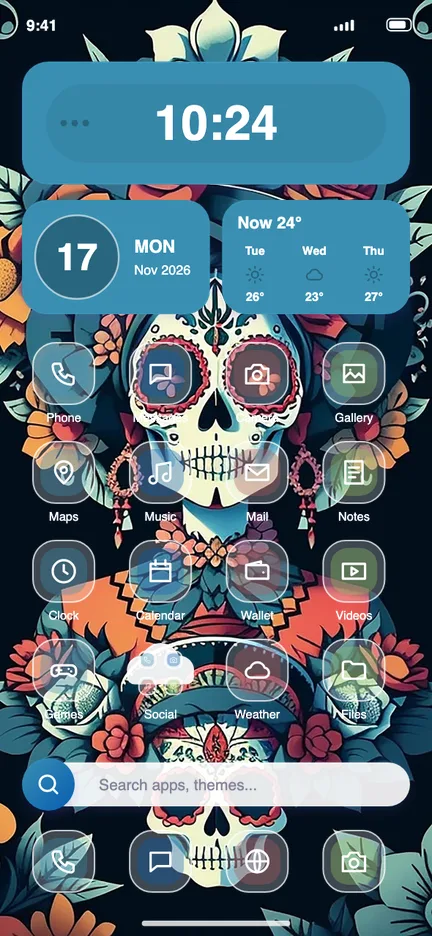 9:41
10:24
17
MON
Nov 2026
Now 24°
Tue Wed Thu
26° 23° 27°
Phone Gallery
Maps Music Mail Notes
Clock Calendar Wallet Videos
Games Social Weather Files
Search apps, themes...